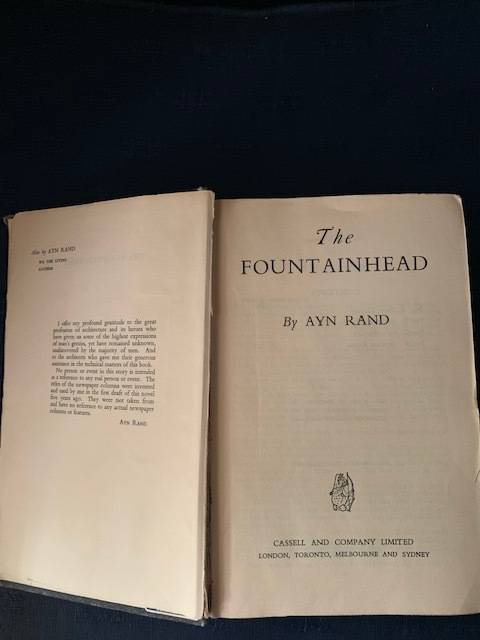 Also by AYN RAND
WE THE LIVING
ANTHEM
I offer my profound gratitude to the great
profession of architecture and its heroes who
have given us some of the highest expressions
of man's genius, yet have remained unknown,
undiscovered by the majority of men. And
to the architects who gave me their generous
assistance in the technical matters of this book.
No person or event in this story is intended
as a reference to any real person or event. The
titles of the newspaper columns were invented
and used by me in the first draft of this novel
five years ago. They were not taken from
and have no reference to any actual newspaper
columns or features.
AYN RAND
The
FOUNTAINHEAD
By AYN RAND
CASSELL AND COMPANY LIMITED
LONDON, TORONTO, MELBOURNE AND SYDNEY